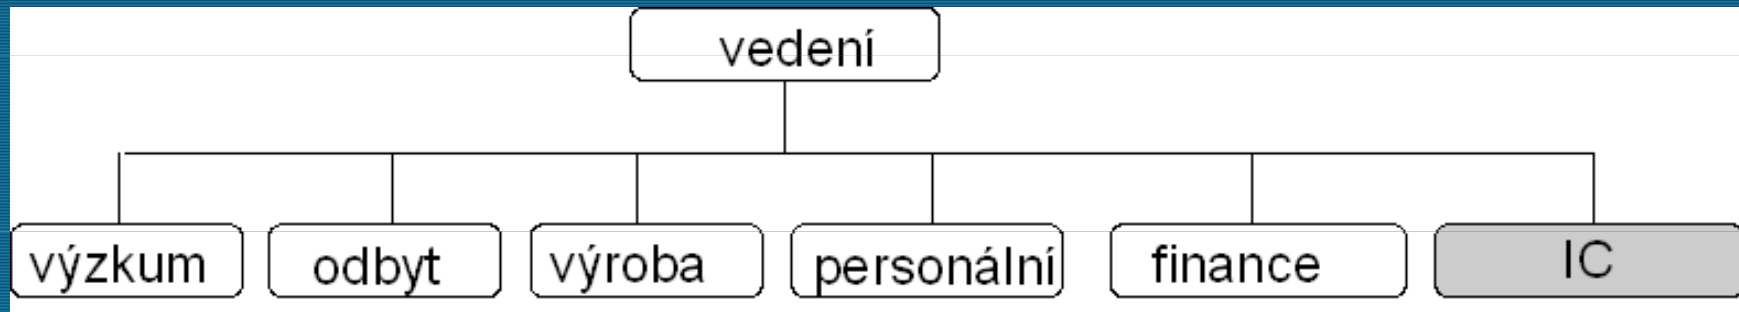 vedení
výzkum
odbyt
výroba
personální
finance
IC